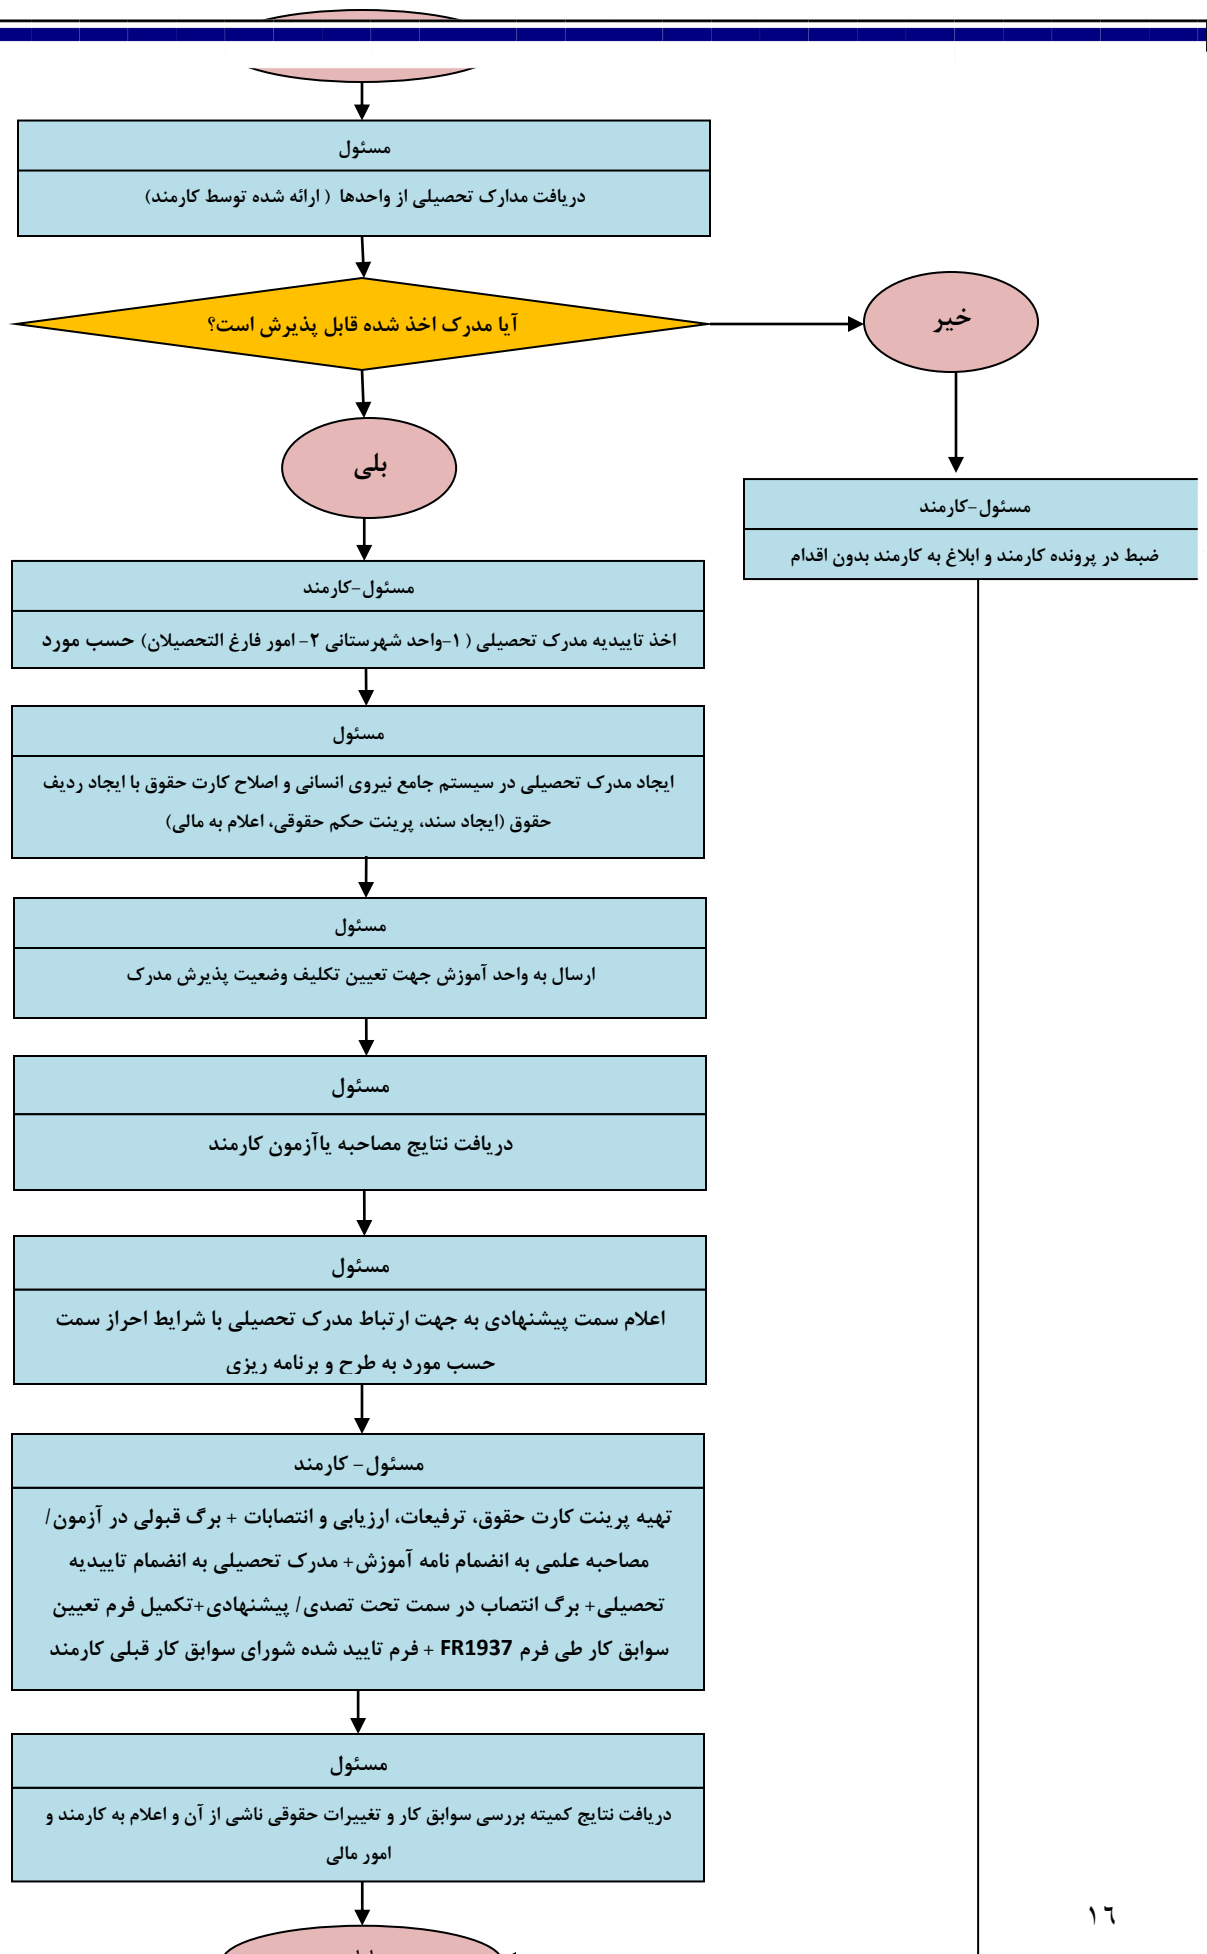 مسئول
دریافت مدارک تحصیلی از واحدها ( ارائه شده توسط کارمند)
آیا مدرک اخذ شده قابل پذیرش است؟
خیر
بلی
مسئول-کارمند
ضبط در پرونده کارمند و ابلاغ به کارمند بدون اقدام
مسئول-کارمند
اخذ تاییدیه مدرک تحصیلی ( ۱-واحد شهرستانی ۲- امور فارغ التحصیلان) حسب مورد
مسئول
ایجاد مدرک تحصیلی در سیستم جامع نیروی انسانی و اصلاح کارت حقوق با ایجاد ردیف
حقوق (ایجاد سند، پرینت حکم حقوقی، اعلام به مالی)
مسئول
ارسال به واحد آموزش جهت تعیین تکلیف وضعیت پذیرش مدرک
مسئول
دریافت نتایج مصاحبه یاآزمون کارمند
مسئول
اعلام سمت پیشنهادی به جهت ارتباط مدرک تحصیلی با شرایط احراز سمت
حسب مورد به طرح و برنامه ریزی
مسئول- کارمند
تهیه پرینت کارت حقوق، ترفیعات، ارزیابی و انتصابات + برگ قبولی در آزمون/
مصاحبه علمی به انضمام نامه آموزش+ مدرک تحصیلی به انضمام تاییدیه
تحصیلی+ برگ انتصاب در سمت تحت تصدی/ پیشنهادی+تکمیل فرم تعیین
سوابق کار طی فرم FR1937 + فرم تایید شده شورای سوابق کار قبلی کارمند
مسئول
دریافت نتایج کمیته بررسی سوابق کار و تغییرات حقوقی ناشی از آن و اعلام به کارمند و
امور مالی
١٦